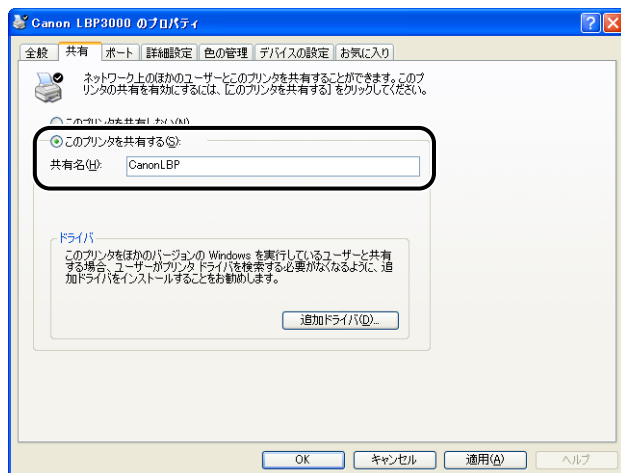 Canon LBP3000 のプロパティ
全般 共有 ポート 詳細設定 色の管理 デバイスの設定 お気に入り
ネットワーク上のほかのユーザーとこのプリンタを共有することができます。このプ
リンタの共有を有効にするには、[このプリンタを共有する] をクリックしてください。
このプリンタを共有しない(N)
このプリンタを共有する(S):
共有名(H): CanonLBP
ドライバ
このプリンタをほかのバージョンの Windows を実行しているユーザーと共有
する場合、ユーザーがプリンタ ドライバを検索する必要がなくなるように、追
加ドライバをインストールすることをお勧めします。
追加ドライバ(D)...
OK キャンセル 適用(A) ヘルプ